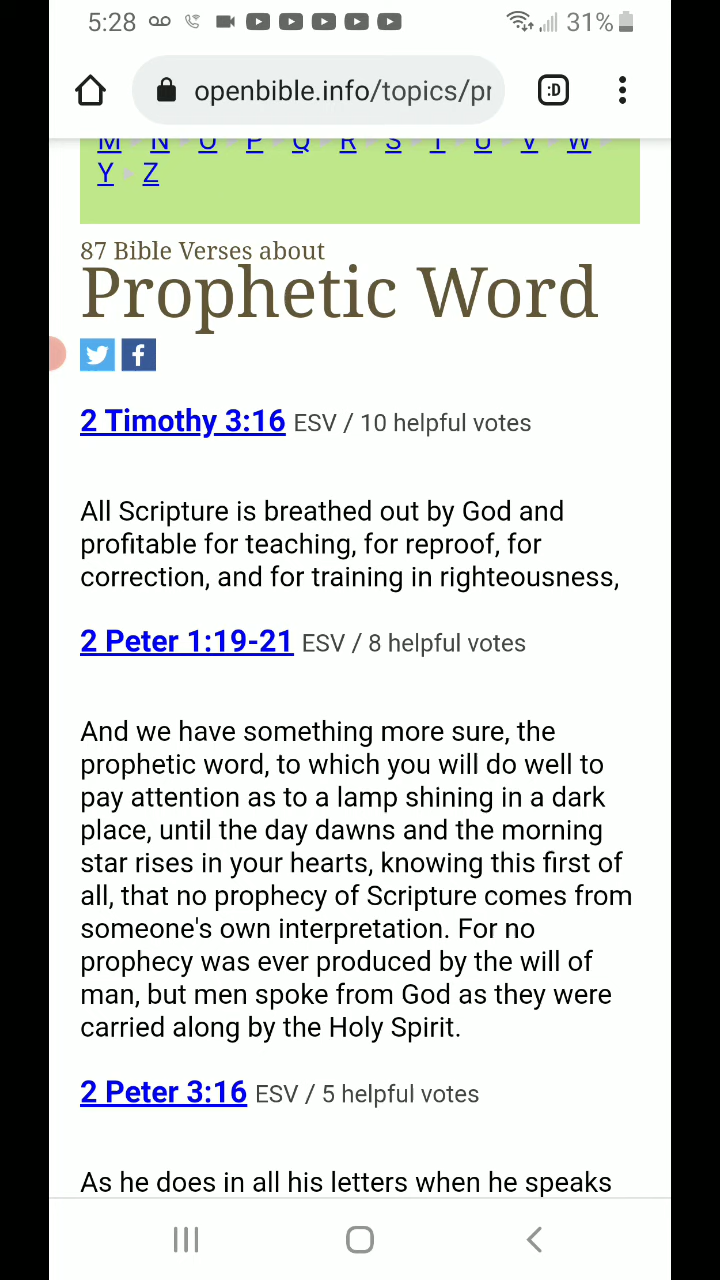 5:28 31%
openbible.info/topics/pr :D
M N O P Q R S T U V W
Y Z
87 Bible Verses about
Prophetic Word
2 Timothy 3:16 ESV / 10 helpful votes
All Scripture is breathed out by God and
profitable for teaching, for reproof, for
correction, and for training in righteousness,
2 Peter 1:19-21 ESV / 8 helpful votes
And we have something more sure, the
prophetic word, to which you will do well to
pay attention as to a lamp shining in a dark
place, until the day dawns and the morning
star rises in your hearts, knowing this first of
all, that no prophecy of Scripture comes from
someone's own interpretation. For no
prophecy was ever produced by the will of
man, but men spoke from God as they were
carried along by the Holy Spirit.
2 Peter 3:16 ESV / 5 helpful votes
As he does in all his letters when he speaks